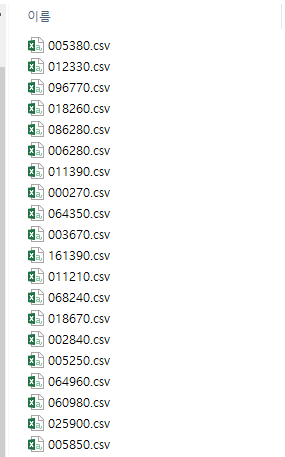 이름
005380.csv
012330.csv
096770.csv
018260.csv
086280.csv
006280.csv
011390.csv
000270.csv
064350.csv
003670.csv
161390.csv
011210.csv
068240.csv
018670.csv
002840.csv
005250.csv
064960.csv
060980.csv
025900.csv
005850.csv